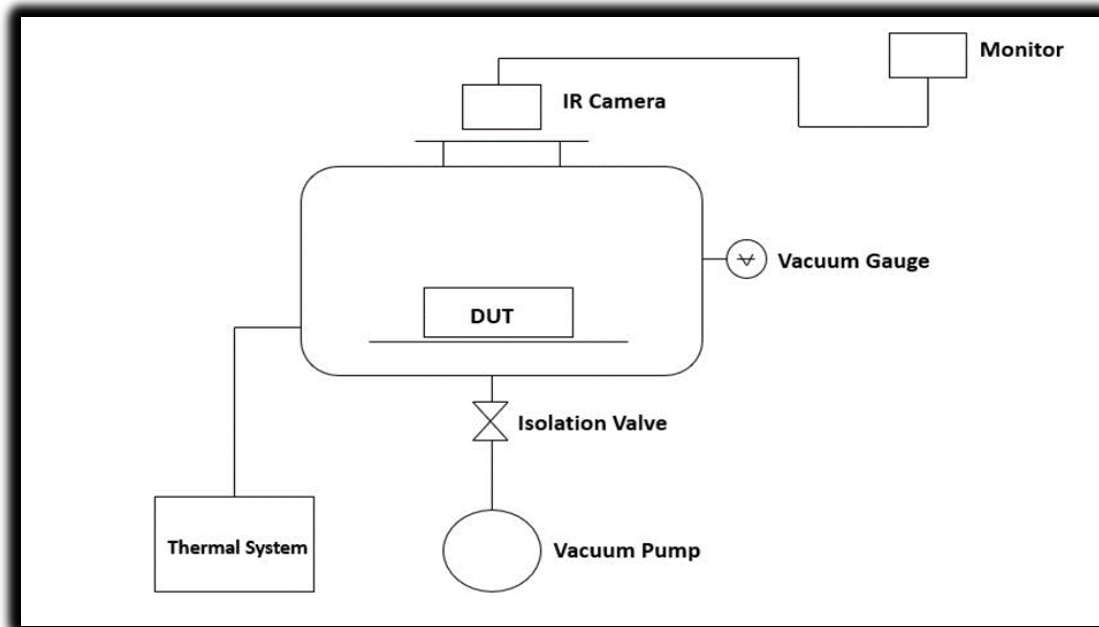 Monitor
IR Camera
Vacuum Gauge
DUT
Isolation Valve
Thermal System
Vacuum Pump